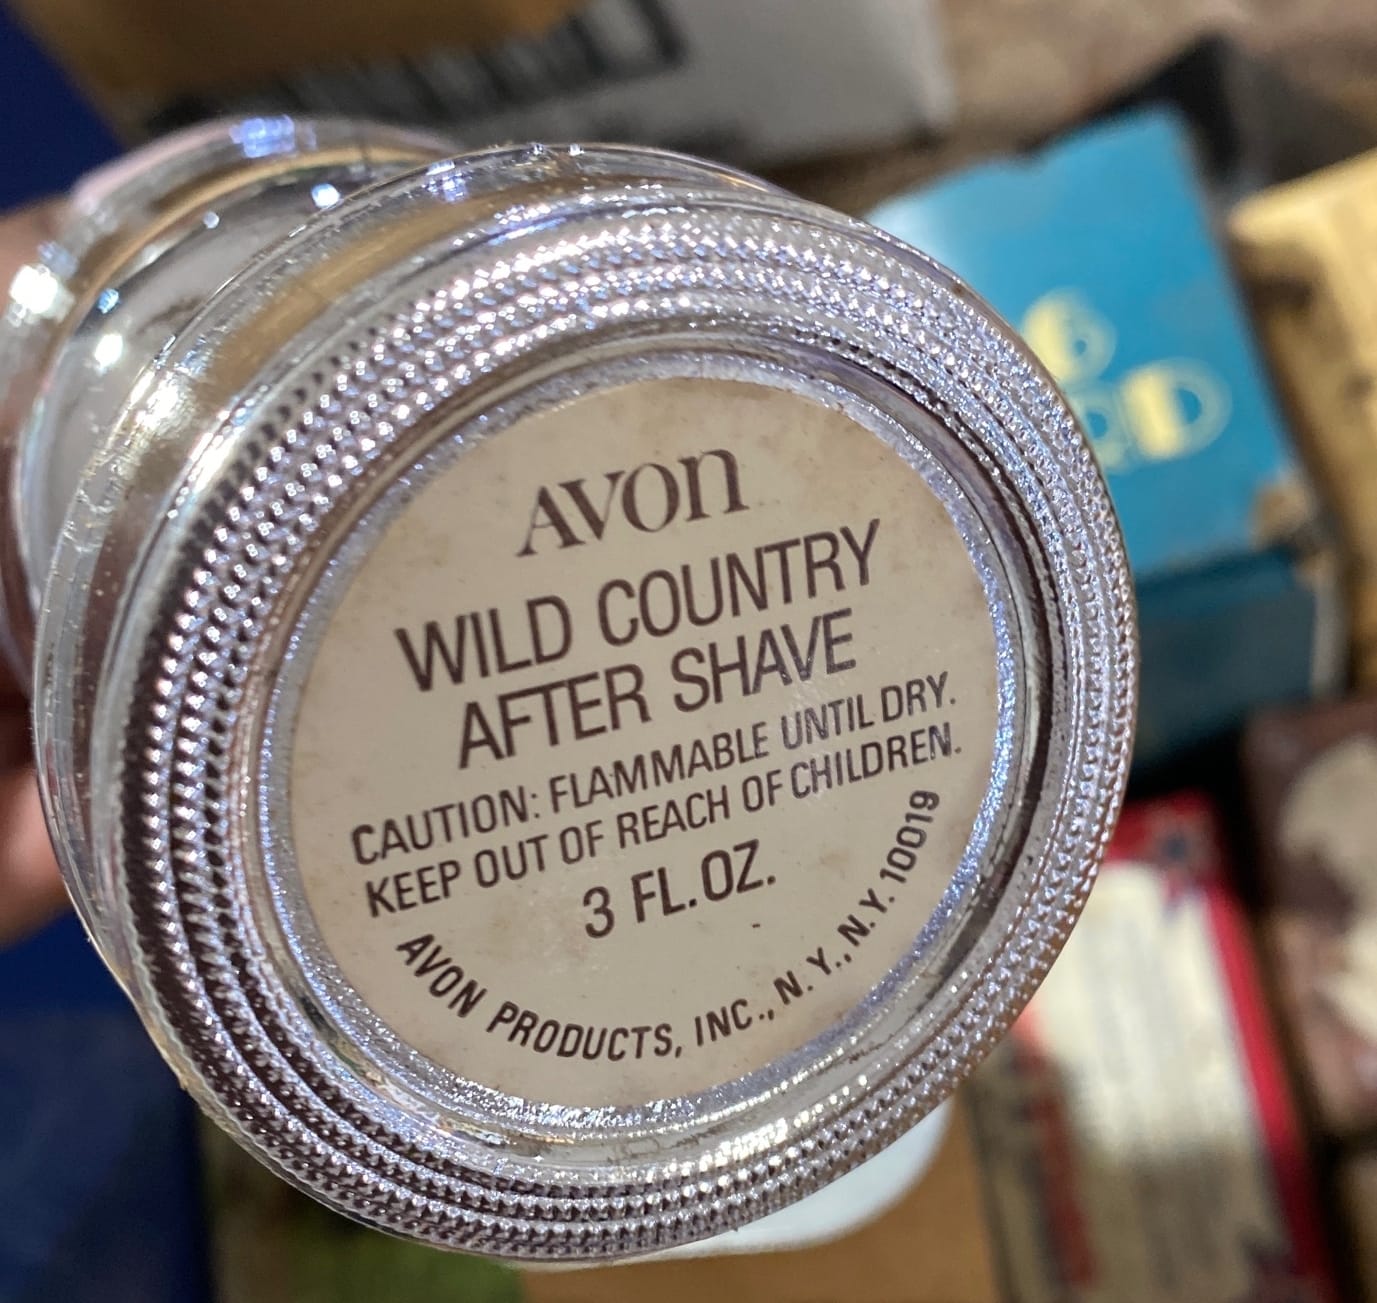 AVON
WILD COUNTRY
AFTER SHAVE
CAUTION: FLAMMABLE UNTIL DRY.
KEEP OUT OF REACH OF CHILDREN.
3 FL. OZ.
AVON PRODUCTS, INC., N. Y., N.Y. 10019